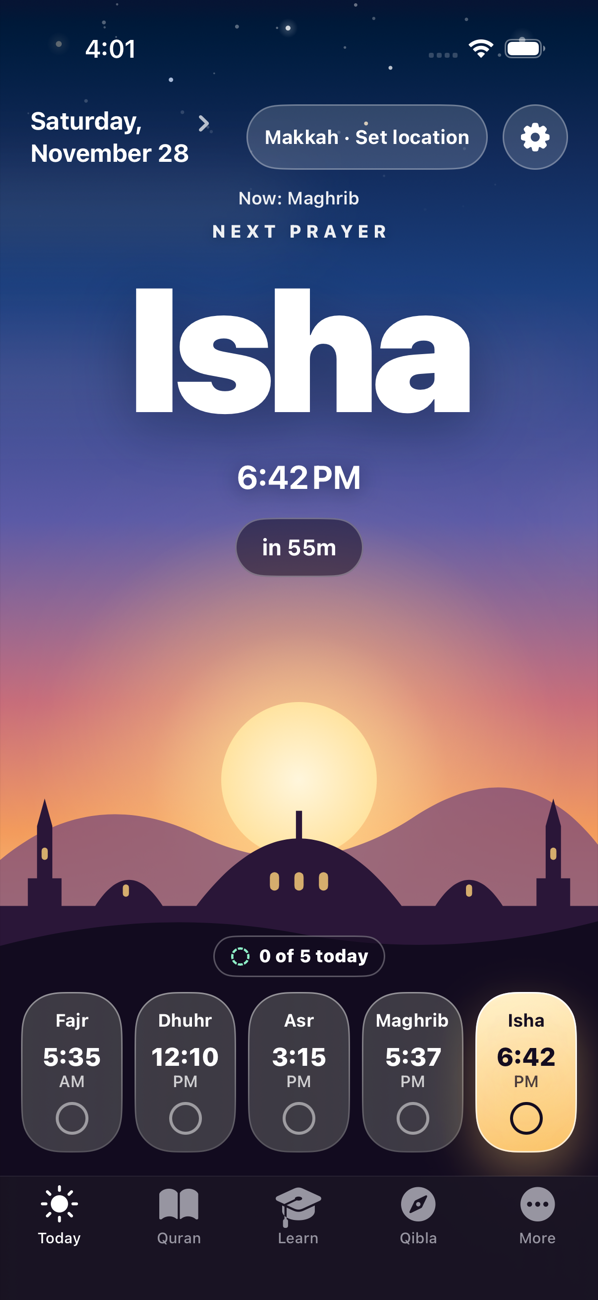 4:01
Saturday,
November 28
Makkah · Set location
Now: Maghrib
NEXT PRAYER
Isha
6:42 PM
in 55m
0 of 5 today
Fajr
5:35
AM
Dhuhr
12:10
PM
Asr
3:15
PM
Maghrib
5:37
PM
Isha
6:42
PM
Today
Quran
Learn
Qibla
More